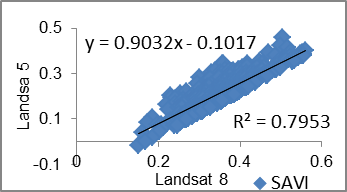 0.5
y = 0.9032x - 0.1017
0.3
Landsa 5
0.1
R² = 0.7953
-0.1
0
0.2
0.4
0.6
Landsat 8
SAVI